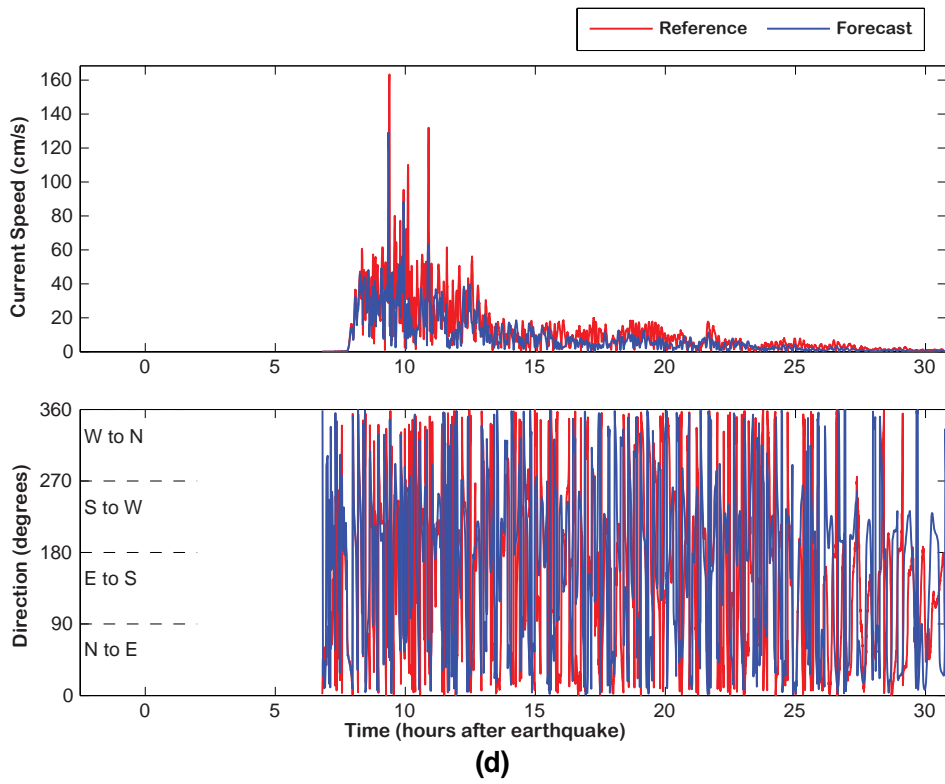 Reference Forecast
Current Speed (cm/s)
160
140
120
100
80
60
40
20
0
0 5 10 15 20 25 30
Direction (degrees)
360
W to N
270
S to W
180
E to S
90
N to E
0
0 5 10 15 20 25 30
Time (hours after earthquake)
(d)